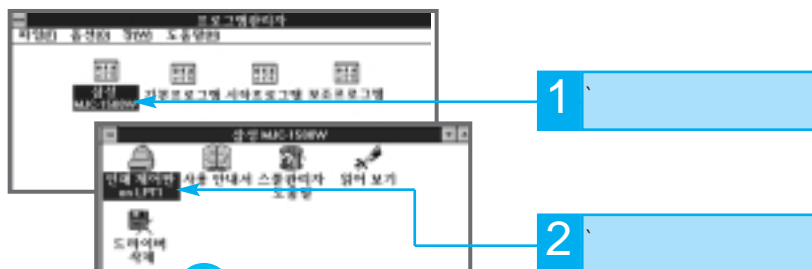 프로그램관리자
파일(F) 옵션(O) 창(W) 도움말(H)
삼성 MJC-1500W
기본프로그램 시작프로그램 보조프로그램
1 `
삼성 MJC-1500W
인쇄 제어판 on LPT1
사용 안내서
스풀관리자 도움말
읽어 보기
2 `
드라이버 삭제